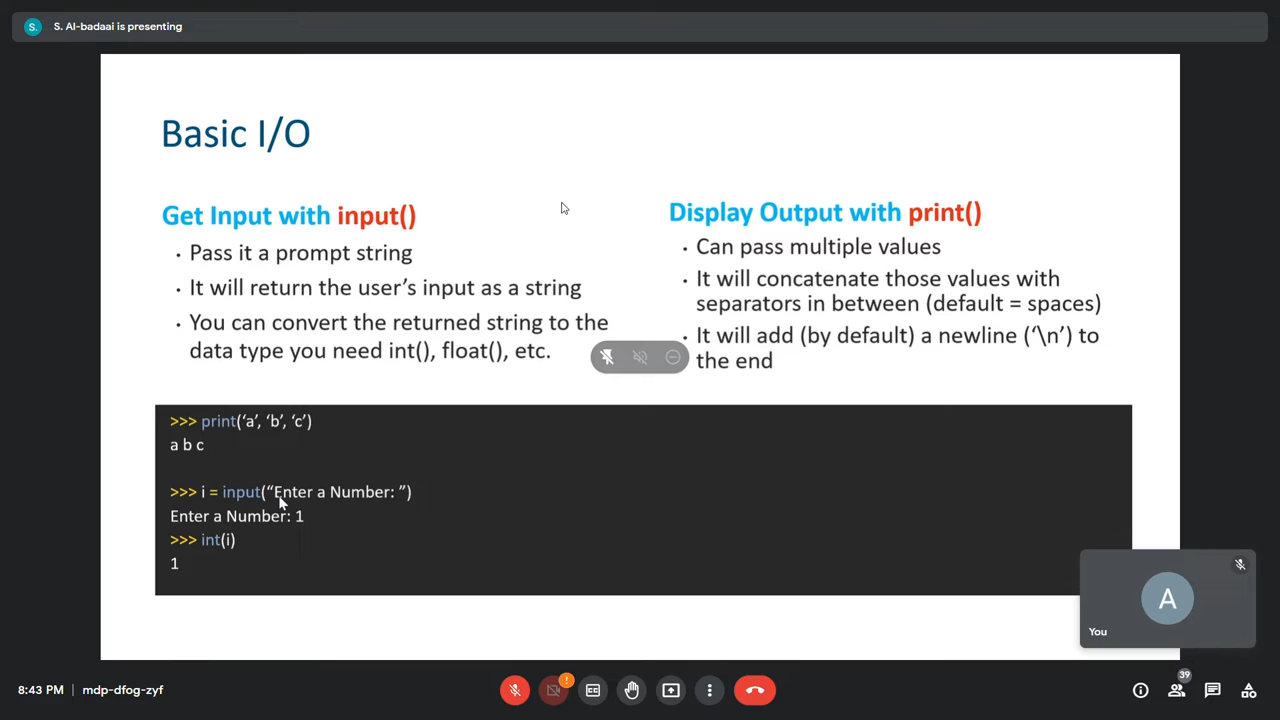 S. S. Al-badaai is presenting
Basic I/O
Get Input with input()
• Pass it a prompt string
• It will return the user’s input as a string
• You can convert the returned string to the
data type you need int(), float(), etc.
Display Output with print()
• Can pass multiple values
• It will concatenate those values with
separators in between (default = spaces)
• It will add (by default) a newline (‘\n’) to
the end
>>> print(‘a’, ‘b’, ‘c’)
a b c
>>> i = input(“Enter a Number: ”)
Enter a Number: 1
>>> int(i)
1
A
You
8:43 PM | mdp-dfog-zyf
CC
!
39